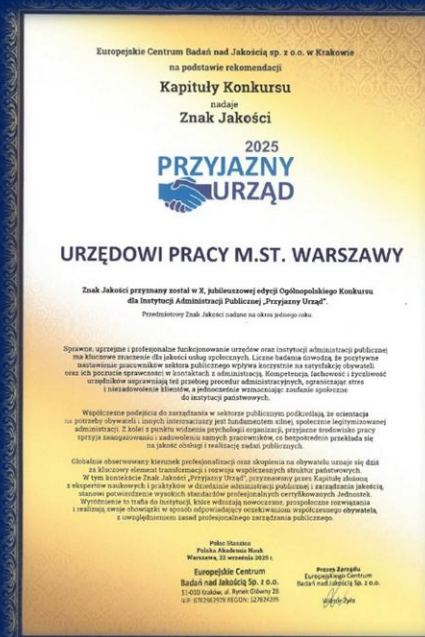 Europejskie Centrum Badań nad Jakością sp. z o.o. w Krakowie
na podstawie rekomendacji
Kapituły Konkursu
nadaje
Znak Jakości
2025
PRZYJAZNY
URZĄD
URZĘDOWI PRACY M.ST. WARSZAWY
Znak Jakości przyznany został w X, jubileuszowej edycji Ogólnopolskiego Konkursu
dla Instytucji Administracji Publicznej „Przyjazny Urząd”.
Przedmiotowy Znak Jakości nadano na okres jednego roku.
Sprawne, uprzejme i profesjonalne funkcjonowanie urzędów oraz instytucji administracji publicznej
ma kluczowe znaczenie dla jakości usług społecznych. Liczne badania dowodzą, że pozytywne
nastawienie pracowników sektora publicznego wpływa korzystnie na satysfakcję obywateli
oraz ich poczucie sprawczości w kontaktach z administracją. Kompetencja, fachowość i życzliwość
urzędników usprawniają też przebieg procedur administracyjnych, ograniczając stres
i niezadowolenie klientów, a jednocześnie wzmacniając zaufanie społeczne
do instytucji państwowych.
Współczesne podejścia do zarządzania w sektorze publicznym podkreślają, że orientacja
na potrzeby obywateli i innych interesariuszy jest fundamentem silnej, społecznie legitymizowanej
administracji. Z kolei z punktu widzenia psychologii organizacji, przyjazne środowisko pracy
sprzyja zaangażowaniu i zadowoleniu samych pracowników, co bezpośrednio przekłada się
na jakość obsługi i realizację zadań publicznych.
Globalnie obserwowany kierunek profesjonalizacji oraz skupienia na obywatelu uznaje się dziś
za kluczowy element transformacji i rozwoju współczesnych struktur państwowych.
W tym kontekście Znak Jakości „Przyjazny Urząd”, przyznawany przez Kapitułę złożoną
z ekspertów naukowych i praktyków w dziedzinie administracji publicznej i zarządzania jakością,
stanowi potwierdzenie wysokich standardów profesjonalnych certyfikowanych Jednostek.
Wyróżnienie to trafia do instytucji, które wdrażają nowoczesne, prospołeczne rozwiązania
i realizują swoje obowiązki w sposób odpowiadający oczekiwaniom współczesnego obywatela,
z uwzględnieniem zasad profesjonalnego zarządzania publicznego.
Pałac Staszica
Polska Akademia Nauk
Warszawa, 22 września 2025 r.
Europejskie Centrum
Badań nad Jakością Sp. z o.o.
31-010 Kraków, ul. Rynek Główny 28
Prezes Zarządu
Europejskiego Centrum
Badań nad Jakością Sp. z o.o.